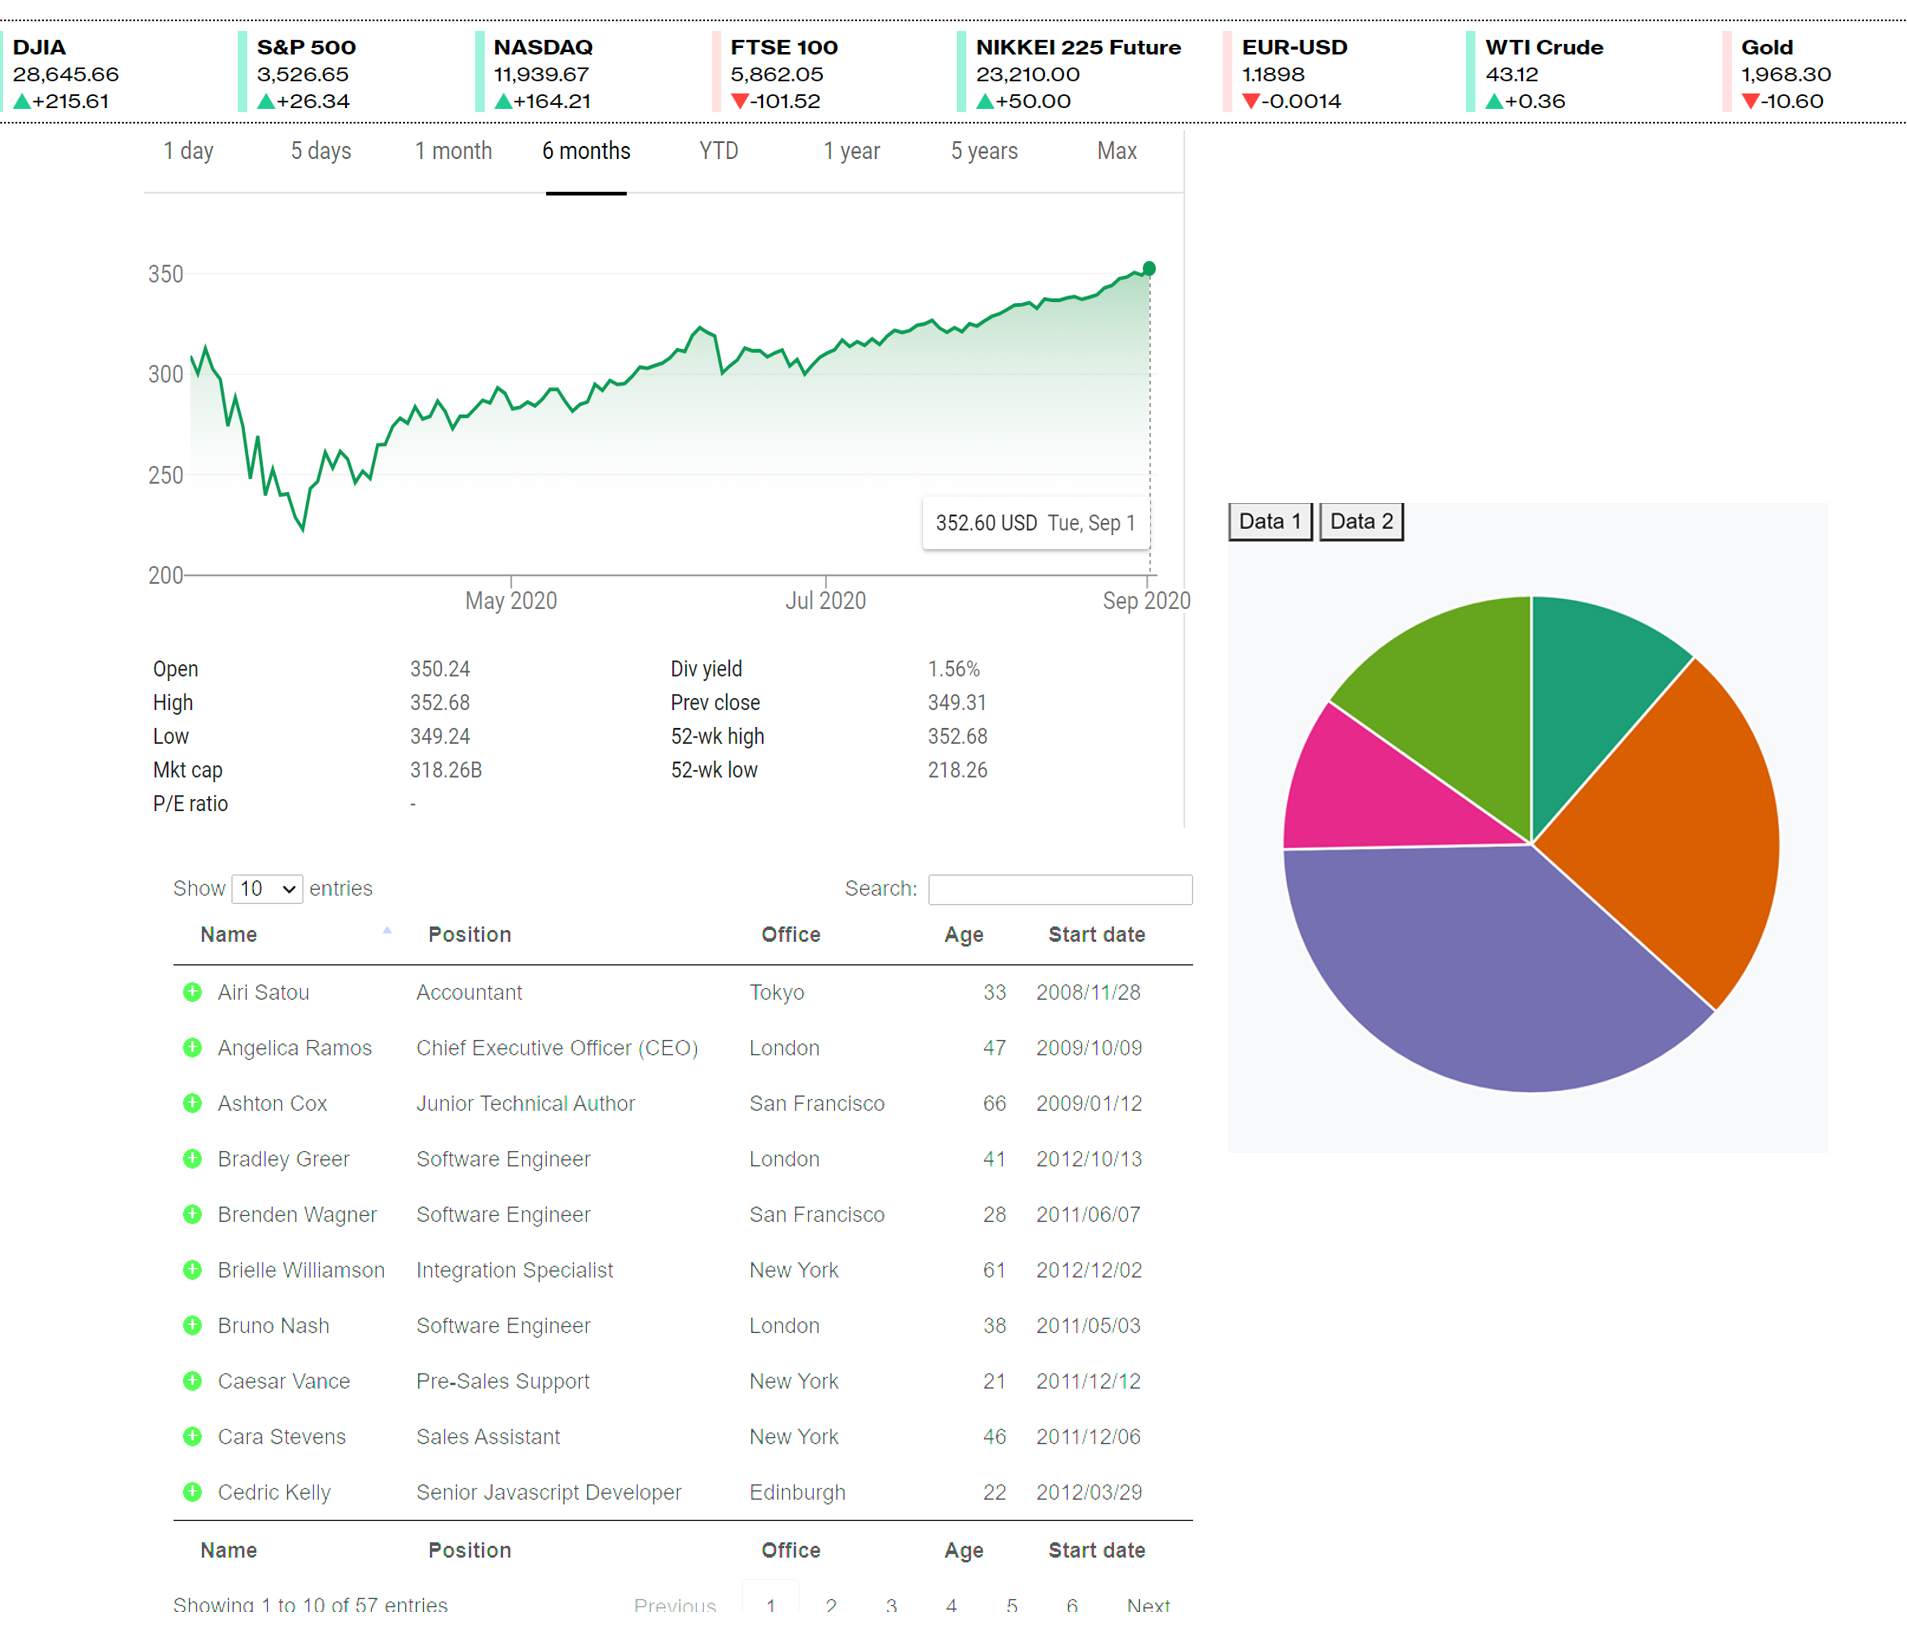 DJIA S&P 500 NASDAQ FTSE 100 NIKKEI 225 Future EUR-USD WTI Crude Gold
28,645.66 3,526.65 11,939.67 5,862.05 23,210.00 1.1898 43.12 1,968.30
▲+215.61 ▲+26.34 ▲+164.21 ▼-101.52 ▲+50.00 ▼-0.0014 ▲+0.36 ▼-10.60
1 day 5 days 1 month 6 months YTD 1 year 5 years Max
350
300
250
352.60 USD Tue, Sep 1
200
May 2020 Jul 2020 Sep 2020
Data 1 Data 2
Open 350.24 Div yield 1.56%
High 352.68 Prev close 349.31
Low 349.24 52-wk high 352.68
Mkt cap 318.26B 52-wk low 218.26
P/E ratio -
Show 10 entries Search:
Name Position Office Age Start date
Airi Satou Accountant Tokyo 33 2008/11/28
Angelica Ramos Chief Executive Officer (CEO) London 47 2009/10/09
Ashton Cox Junior Technical Author San Francisco 66 2009/01/12
Bradley Greer Software Engineer London 41 2012/10/13
Brenden Wagner Software Engineer San Francisco 28 2011/06/07
Brielle Williamson Integration Specialist New York 61 2012/12/02
Bruno Nash Software Engineer London 38 2011/05/03
Caesar Vance Pre-Sales Support New York 21 2011/12/12
Cara Stevens Sales Assistant New York 46 2011/12/06
Cedric Kelly Senior Javascript Developer Edinburgh 22 2012/03/29
Name Position Office Age Start date
Showing 1 to 10 of 57 entries Previous 1 2 3 4 5 6 Next